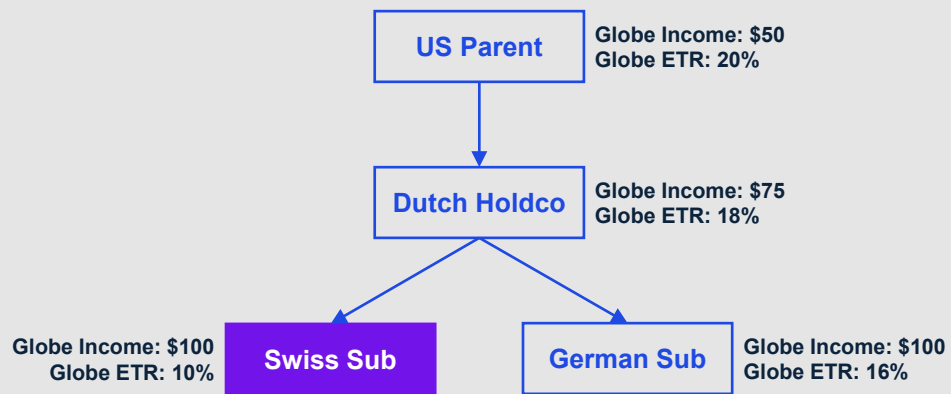 US Parent
Globe Income: $50
Globe ETR: 20%
Dutch Holdco
Globe Income: $75
Globe ETR: 18%
Globe Income: $100
Globe ETR: 10%
Swiss Sub
German Sub
Globe Income: $100
Globe ETR: 16%